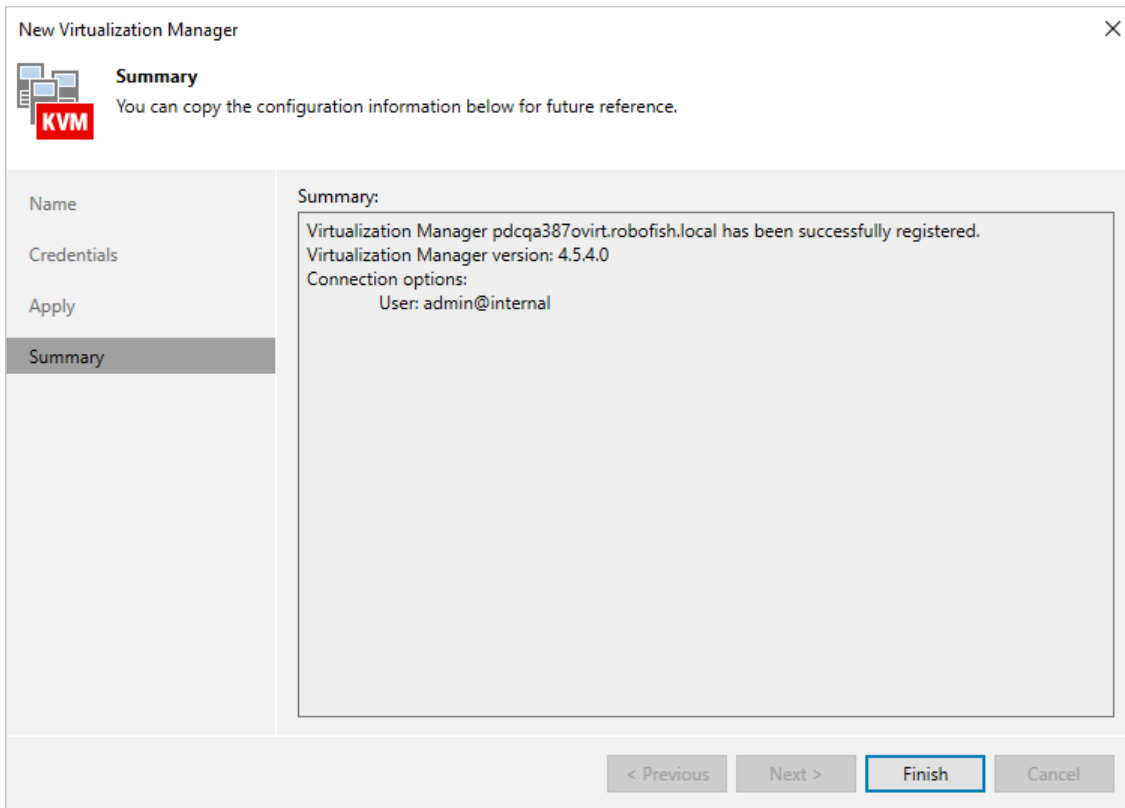 New Virtualization Manager
Summary
You can copy the configuration information below for future reference.
KVM
Name
Credentials
Apply
Summary
Summary:
Virtualization Manager pdcqa387ovirt.robofish.local has been successfully registered.
Virtualization Manager version: 4.5.4.0
Connection options:
User: admin@internal
< Previous
Next >
Finish
Cancel